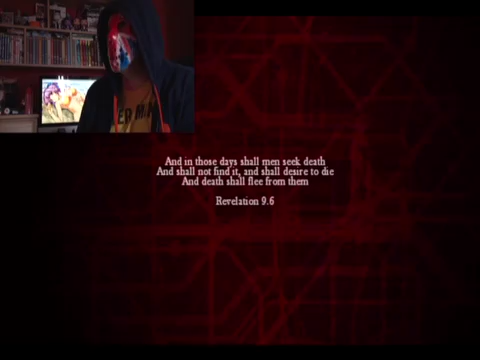 And in those days shall men seek death
And shall not find it, and shall desire to die
And death shall flee from them
Revelation 9.6